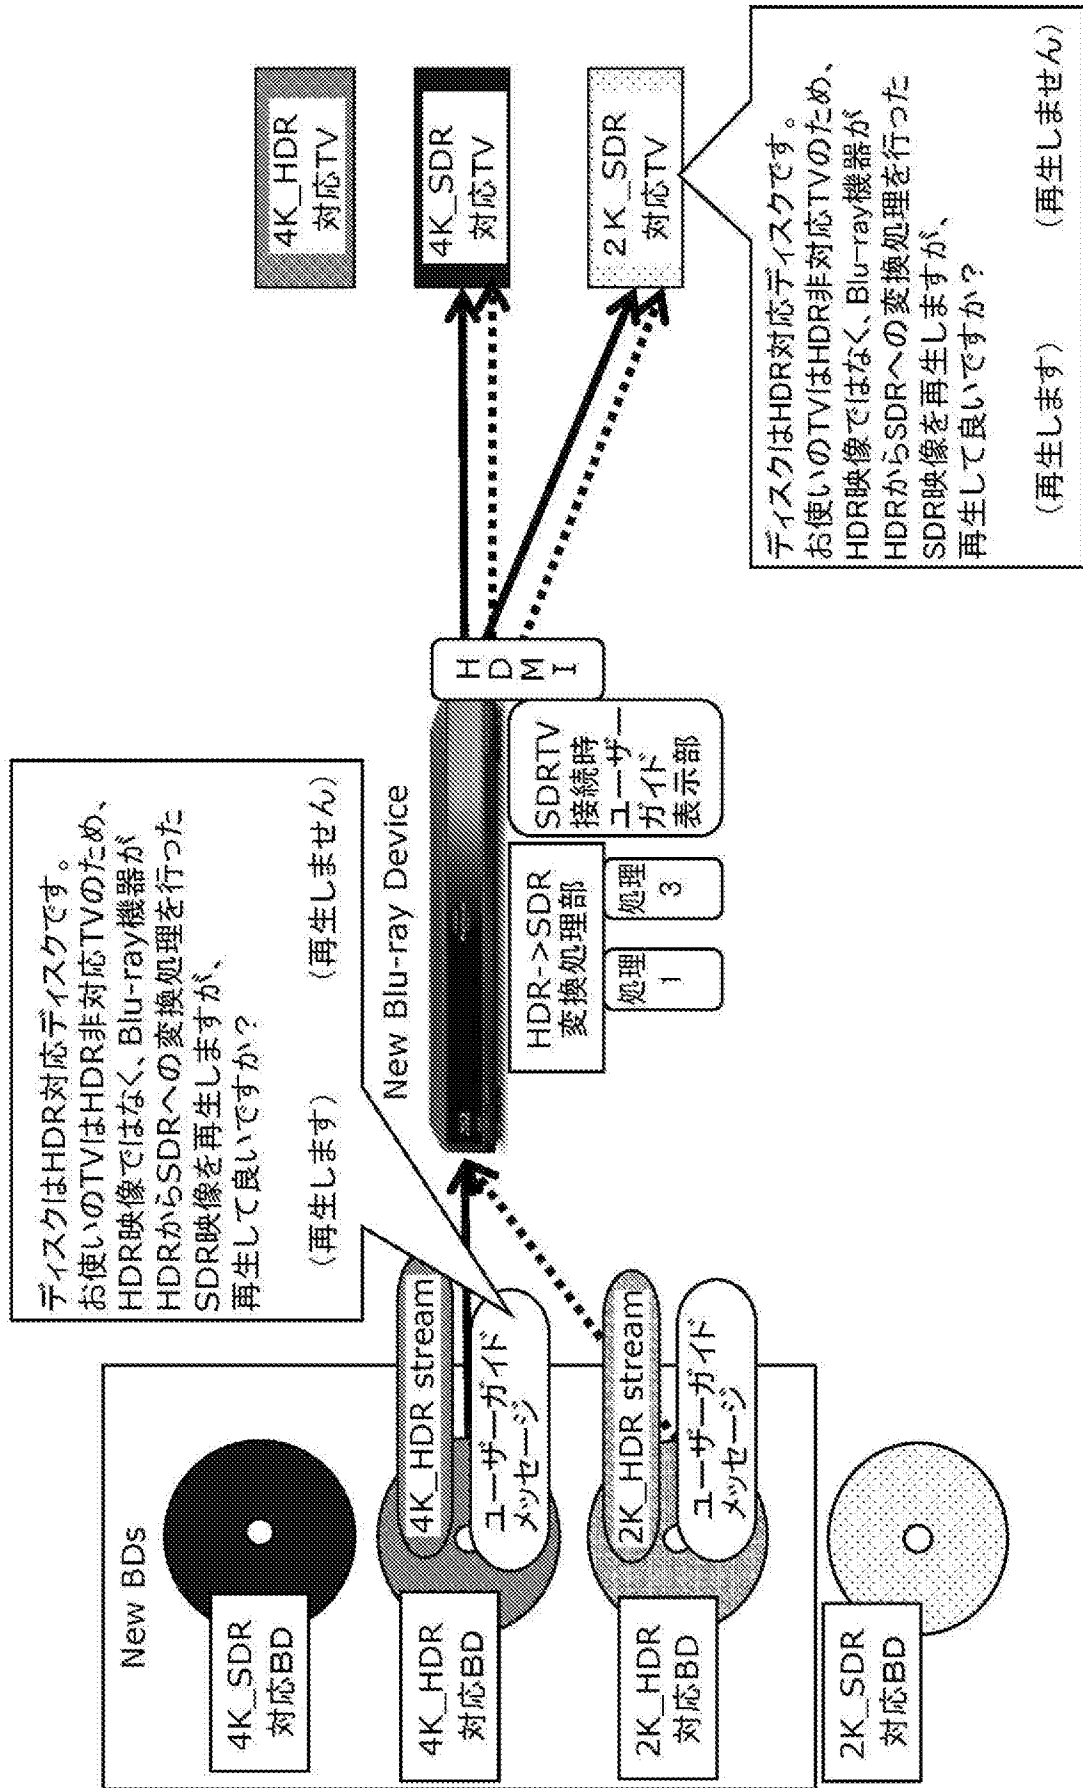 ディスクはHDR対応ディスクです。
お使いのTVはHDR非対応TVのため、
HDR映像ではなく、Blu-ray機器が
HDRからSDRへの変換処理を行った
SDR映像を再生しますが、
再生して良いですか？
(再生します)
(再生しません)
New BDs
4K_SDR
対応BD
4K_HDR
対応BD
4K_HDR stream
ユーザーガイド
メッセージ
2K_HDR
対応BD
2K_HDR stream
ユーザーガイド
メッセージ
2K_SDR
対応BD
New Blu-ray Device
HDR->SDR
変換処理部
処理
1
処理
3
SDRTV
接続時
ユーザー
ガイド
表示部
H
D
M
I
4K_HDR
対応TV
4K_SDR
対応TV
2K_SDR
対応TV
ディスクはHDR対応ディスクです。
お使いのTVはHDR非対応TVのため、
HDR映像ではなく、Blu-ray機器が
HDRからSDRへの変換処理を行った
SDR映像を再生しますが、
再生して良いですか？
(再生します)
(再生しません)